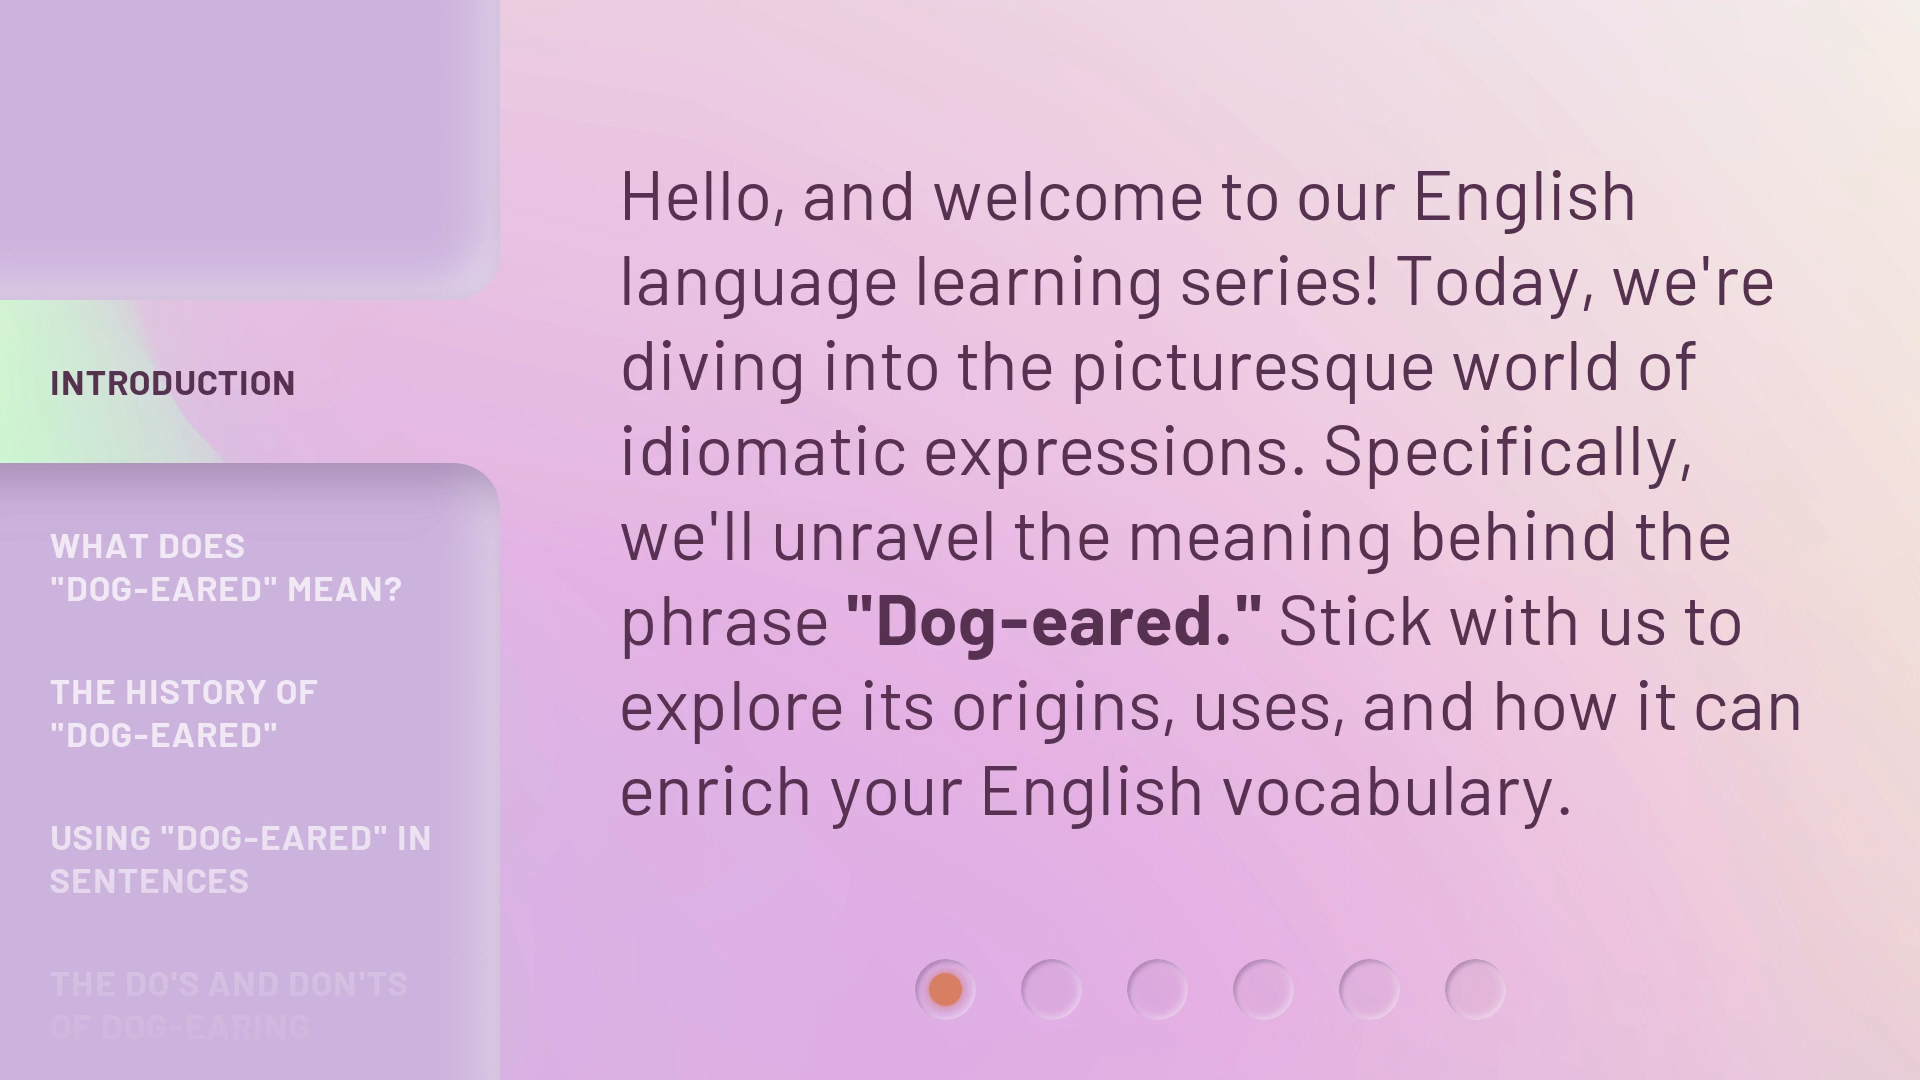 INTRODUCTION
WHAT DOES
"DOG-EARED" MEAN?
THE HISTORY OF
"DOG-EARED"
USING "DOG-EARED" IN
SENTENCES
THE DO'S AND DON'TS
OF DOG-EARING
Hello, and welcome to our English
language learning series! Today, we're
diving into the picturesque world of
idiomatic expressions. Specifically,
we'll unravel the meaning behind the
phrase "Dog-eared." Stick with us to
explore its origins, uses, and how it can
enrich your English vocabulary.